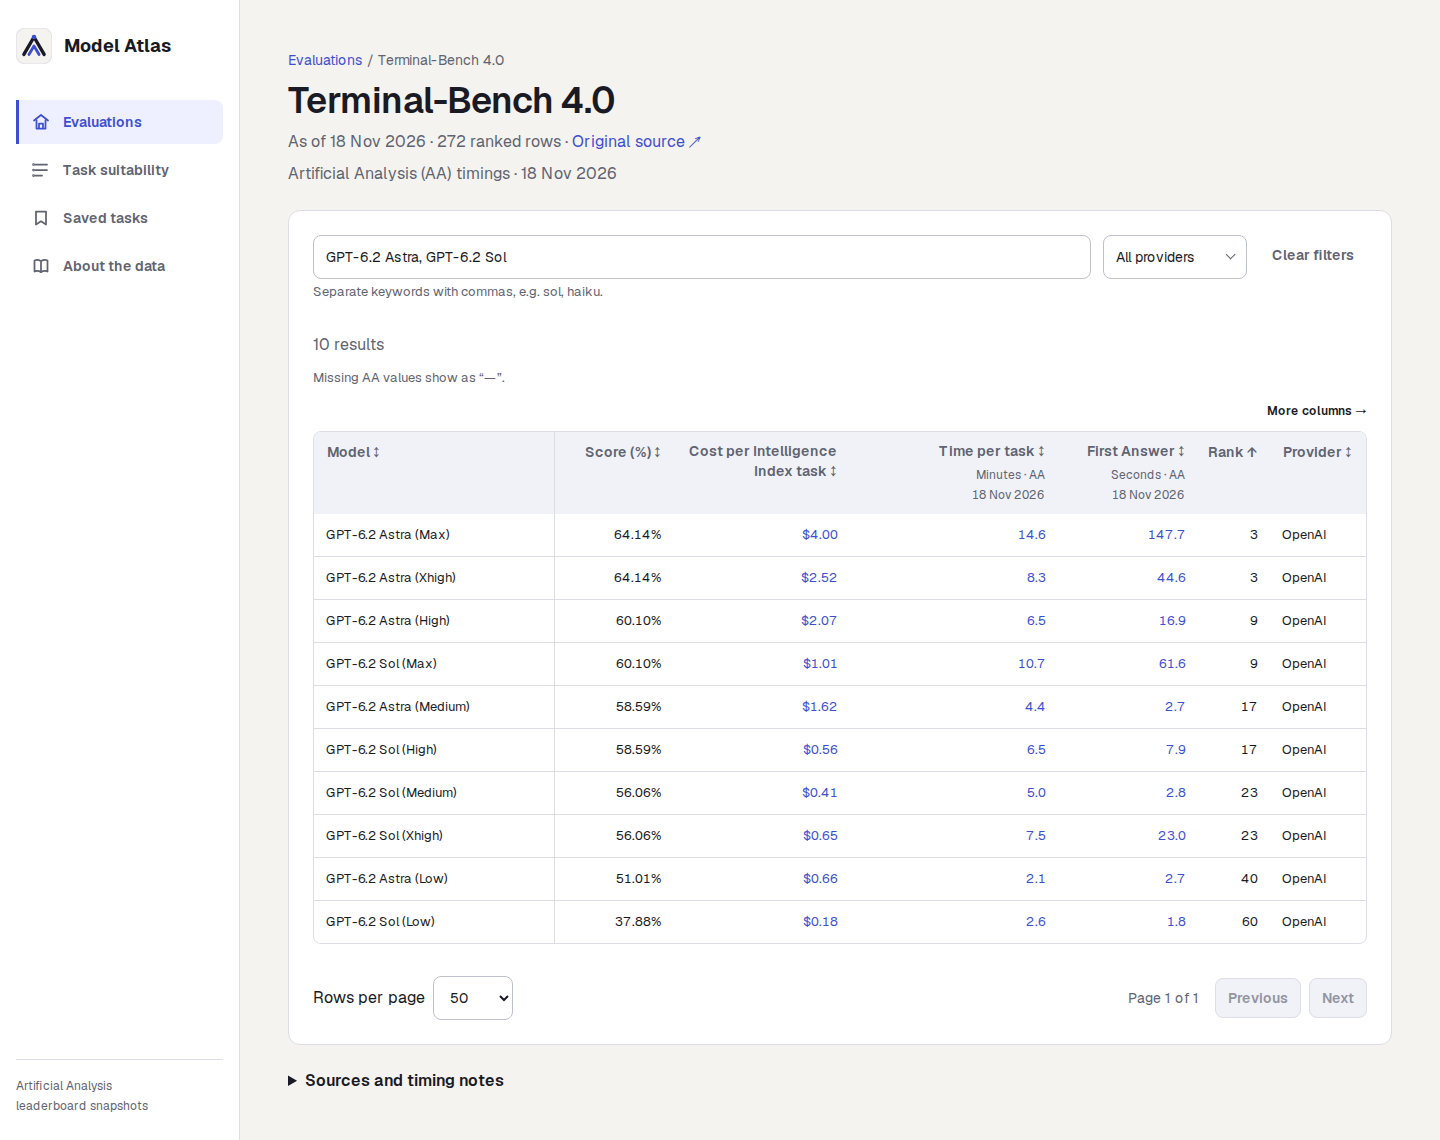 Model Atlas
Evaluations
Task suitability
Saved tasks
About the data
Artificial Analysis
leaderboard snapshots
Evaluations / Terminal-Bench 4.0
Terminal-Bench 4.0
As of 18 Nov 2026 · 272 ranked rows · Original source ↗
Artificial Analysis (AA) timings · 18 Nov 2026
GPT-6.2 Astra, GPT-6.2 Sol
All providers
Clear filters
Separate keywords with commas, e.g. sol, haiku.
10 results
Missing AA values show as “—”.
More columns →
Model ↕ Score (%) ↕ Cost per Intelligence Index task ↕ Time per task ↕ Minutes · AA 18 Nov 2026 First Answer ↕ Seconds · AA 18 Nov 2026 Rank ↑ Provider ↕
GPT-6.2 Astra (Max) 64.14% $4.00 14.6 147.7 3 OpenAI
GPT-6.2 Astra (Xhigh) 64.14% $2.52 8.3 44.6 3 OpenAI
GPT-6.2 Astra (High) 60.10% $2.07 6.5 16.9 9 OpenAI
GPT-6.2 Sol (Max) 60.10% $1.01 10.7 61.6 9 OpenAI
GPT-6.2 Astra (Medium) 58.59% $1.62 4.4 2.7 17 OpenAI
GPT-6.2 Sol (High) 58.59% $0.56 6.5 7.9 17 OpenAI
GPT-6.2 Sol (Medium) 56.06% $0.41 5.0 2.8 23 OpenAI
GPT-6.2 Sol (Xhigh) 56.06% $0.65 7.5 23.0 23 OpenAI
GPT-6.2 Astra (Low) 51.01% $0.66 2.1 2.7 40 OpenAI
GPT-6.2 Sol (Low) 37.88% $0.18 2.6 1.8 60 OpenAI
Rows per page 50
Page 1 of 1 Previous Next
Sources and timing notes